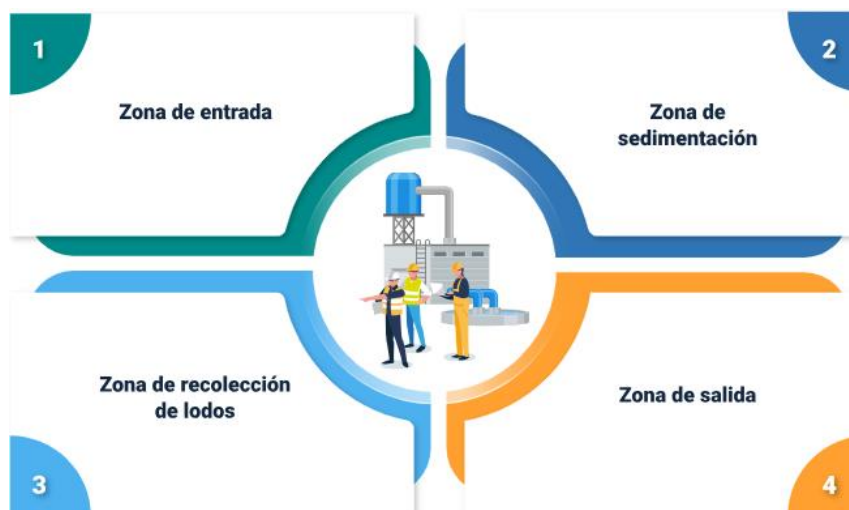 1
Zona de entrada
2
Zona de
sedimentación
3
Zona de recolección
de lodos
4
Zona de salida